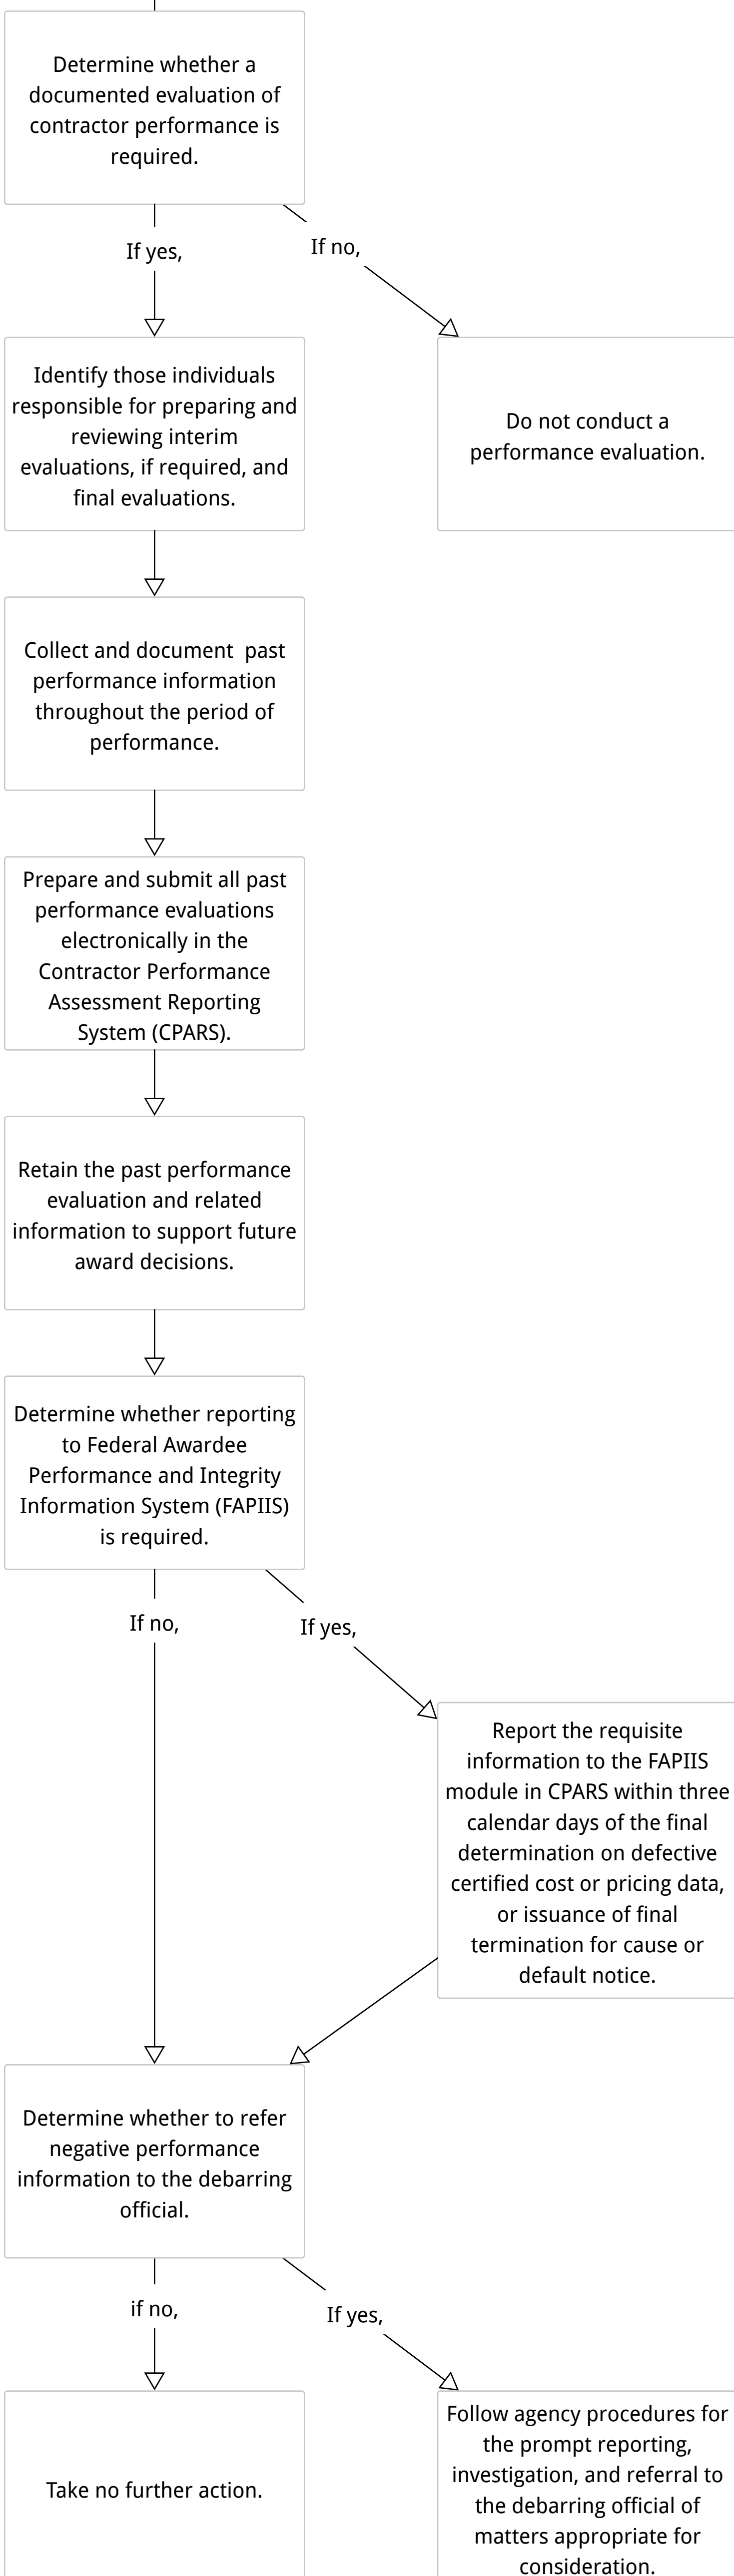 Determine whether a
documented evaluation of
contractor performance is
required.
If yes,
If no,
Identify those individuals
responsible for preparing and
reviewing interim
evaluations, if required, and
final evaluations.
Do not conduct a
performance evaluation.
Collect and document  past
performance information
throughout the period of
performance.
Prepare and submit all past
performance evaluations
electronically in the
Contractor Performance
Assessment Reporting
System (CPARS).
Retain the past performance
evaluation and related
information to support future
award decisions.
Determine whether reporting
to Federal Awardee
Performance and Integrity
Information System (FAPIIS)
is required.
If no,
If yes,
Report the requisite
information to the FAPIIS
module in CPARS within three
calendar days of the final
determination on defective
certified cost or pricing data,
or issuance of final
termination for cause or
default notice.
Determine whether to refer
negative performance
information to the debarring
official.
if no,
If yes,
Take no further action.
Follow agency procedures for
the prompt reporting,
investigation, and referral to
the debarring official of
matters appropriate for
consideration.